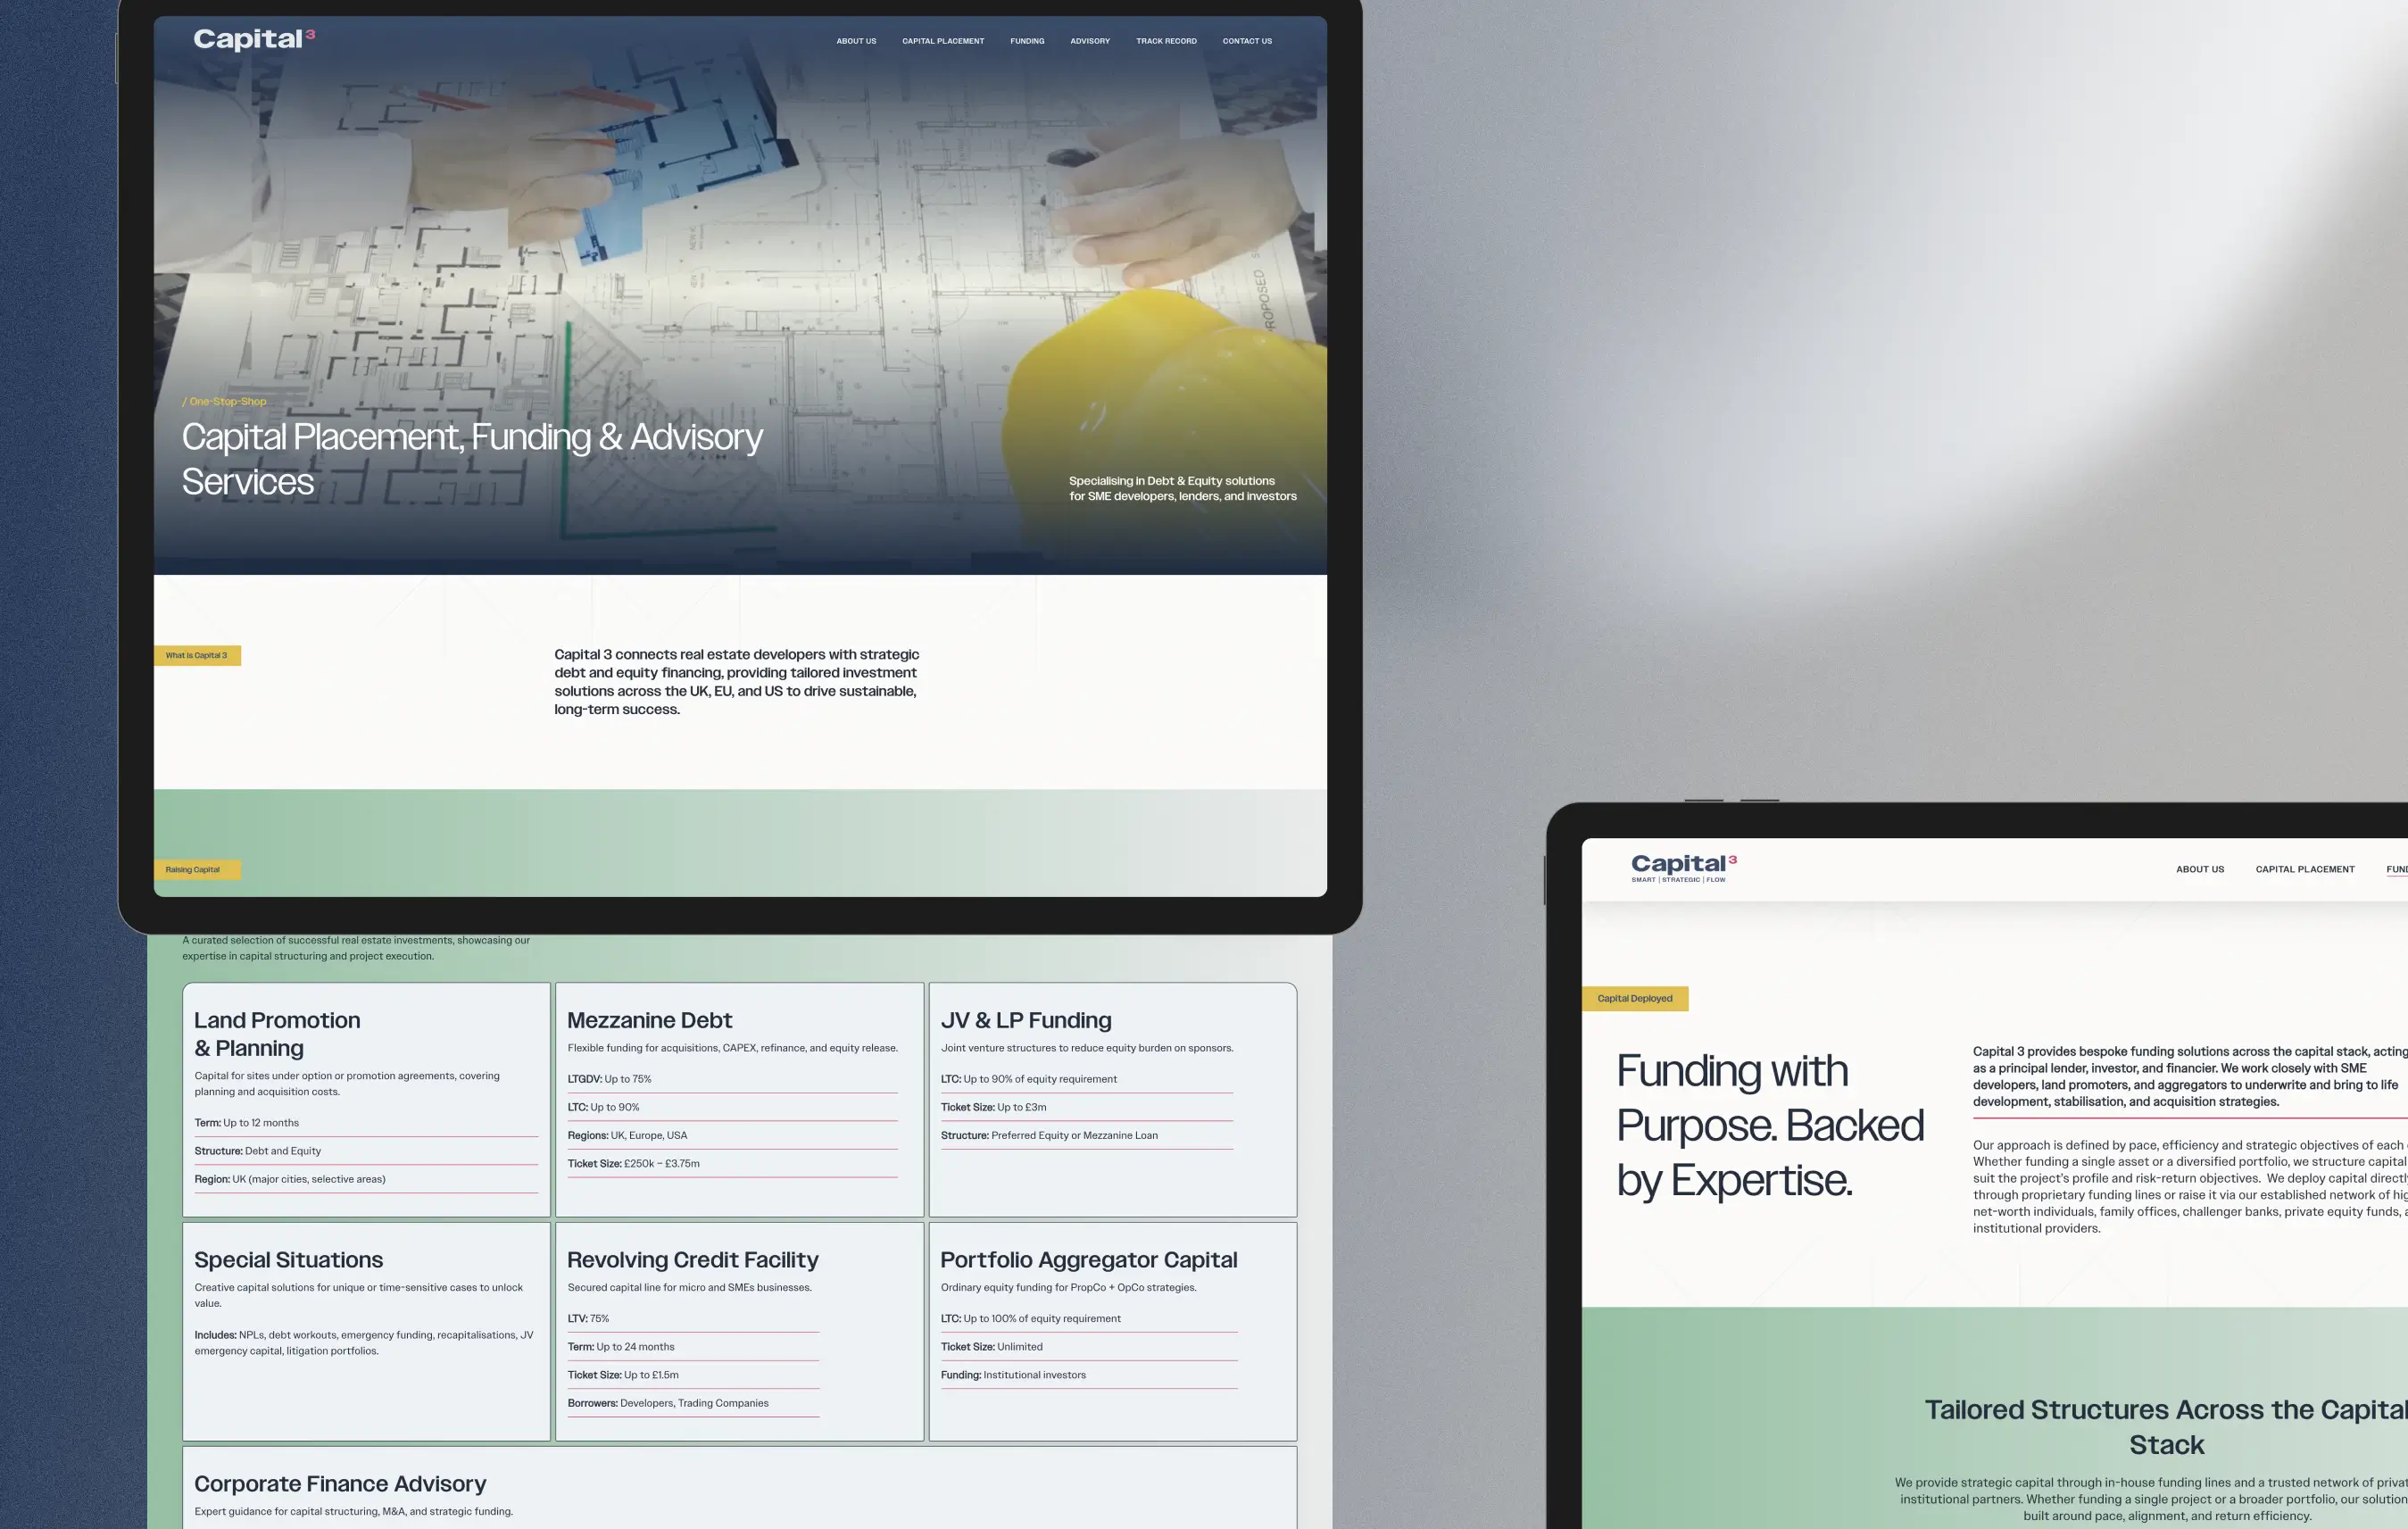 Capital³
ABOUT US
CAPITAL PLACEMENT
FUNDING
ADVISORY
TRACK RECORD
CONTACT US
PROPOSED
/ One-Stop-Shop
Capital Placement, Funding & Advisory
Services
Specialising in Debt & Equity solutions
for SME developers, lenders, and investors
What is Capital 3
Capital 3 connects real estate developers with strategic
debt and equity financing, providing tailored investment
solutions across the UK, EU, and US to drive sustainable,
long-term success.
Raising Capital
A curated selection of successful real estate investments, showcasing our
expertise in capital structuring and project execution.
Land Promotion
& Planning
Capital for sites under option or promotion agreements, covering
planning and acquisition costs.
Term: Up to 12 months
Structure: Debt and Equity
Region: UK (major cities, selective areas)
Mezzanine Debt
Flexible funding for acquisitions, CAPEX, refinance, and equity release.
LTGDV: Up to 75%
LTC: Up to 90%
Regions: UK, Europe, USA
Ticket Size: £250k – £3.75m
JV & LP Funding
Joint venture structures to reduce equity burden on sponsors.
LTC: Up to 90% of equity requirement
Ticket Size: Up to £3m
Structure: Preferred Equity or Mezzanine Loan
Special Situations
Creative capital solutions for unique or time-sensitive cases to unlock
value.
Includes: NPLs, debt workouts, emergency funding, recapitalisations, JV
emergency capital, litigation portfolios.
Revolving Credit Facility
Secured capital line for micro and SMEs businesses.
LTV: 75%
Term: Up to 24 months
Ticket Size: Up to £1.5m
Borrowers: Developers, Trading Companies
Portfolio Aggregator Capital
Ordinary equity funding for PropCo + OpCo strategies.
LTC: Up to 100% of equity requirement
Ticket Size: Unlimited
Funding: Institutional investors
Corporate Finance Advisory
Expert guidance for capital structuring, M&A, and strategic funding.
Capital³
SMART | STRATEGIC | FLOW
ABOUT US
CAPITAL PLACEMENT
FUND
Capital Deployed
Funding with
Purpose. Backed
by Expertise.
Capital 3 provides bespoke funding solutions across the capital stack, acting
as a principal lender, investor, and financier. We work closely with SME
developers, land promoters, and aggregators to underwrite and bring to life
development, stabilisation, and acquisition strategies.
Our approach is defined by pace, efficiency and strategic objectives of each
Whether funding a single asset or a diversified portfolio, we structure capital
suit the project's profile and risk-return objectives. We deploy capital directly
through proprietary funding lines or raise it via our established network of hig
net-worth individuals, family offices, challenger banks, private equity funds, a
institutional providers.
Tailored Structures Across the Capital
Stack
We provide strategic capital through in-house funding lines and a trusted network of privat
institutional partners. Whether funding a single project or a broader portfolio, our solution
built around pace, alignment, and return efficiency.